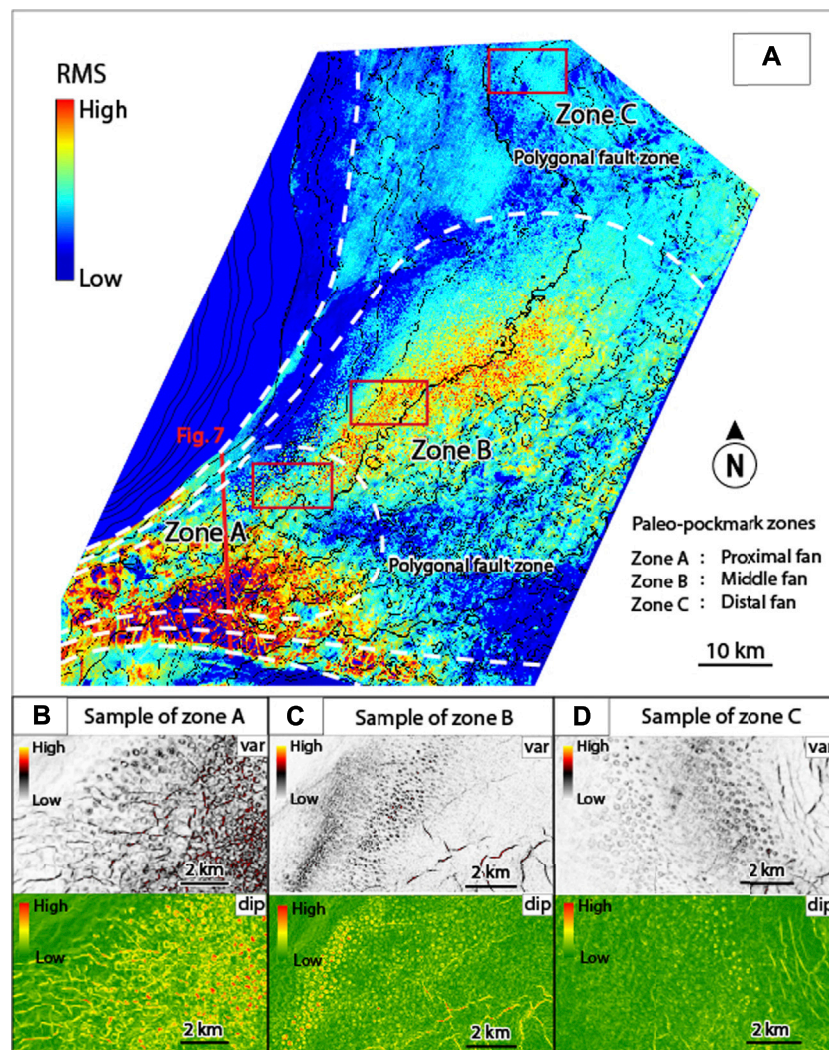 A
RMS
High
Low
Zone C
Polygonal fault zone
Fig. 7
Zone B
Zone A
Polygonal fault zone
N
Paleo-pockmark zones
Zone A : Proximal fan
Zone B : Middle fan
Zone C : Distal fan
10 km
B Sample of zone A
C Sample of zone B
D Sample of zone C
High
Low
var
2 km
High
Low
var
2 km
High
Low
var
2 km
High
Low
dip
2 km
High
Low
dip
2 km
High
Low
dip
2 km